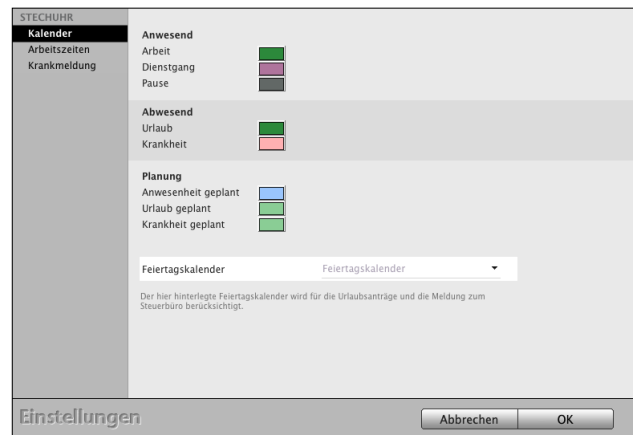 STECHUHR
Kalender
Arbeitszeiten
Krankmeldung
Anwesend
Arbeit
Dienstgang
Pause
Abwesend
Urlaub
Krankheit
Planung
Anwesenheit geplant
Urlaub geplant
Krankheit geplant
Feiertagskalender Feiertagskalender
Der hier hinterlegte Feiertagskalender wird für die Urlaubsanträge und die Meldung zum
Steuerbüro berücksichtigt.
Einstellungen
Abbrechen OK